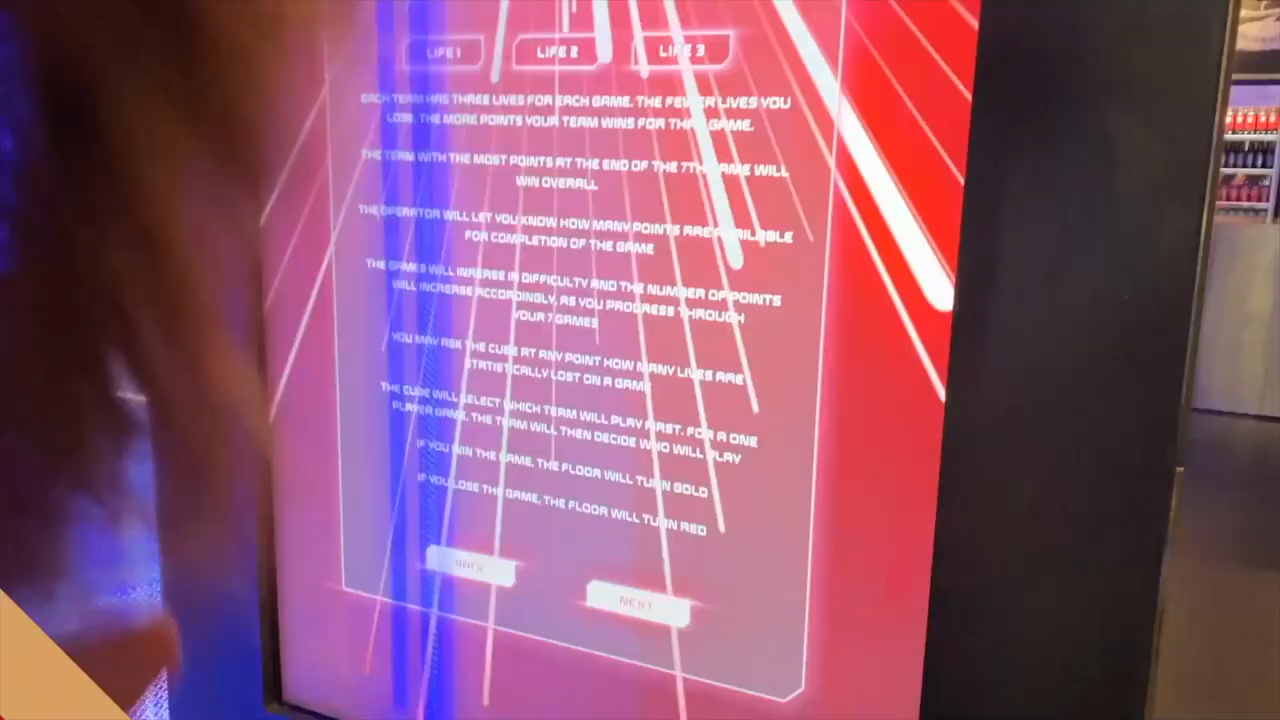 LIFE 1
LIFE 2
LIFE 3
EACH TEAM HAS THREE LIVES FOR EACH GAME. THE FEWER LIVES YOU
LOSE, THE MORE POINTS YOUR TEAM WINS FOR THAT GAME.
THE TEAM WITH THE MOST POINTS AT THE END OF THE 7TH GAME WILL
WIN OVERALL
THE OPERATOR WILL LET YOU KNOW HOW MANY POINTS ARE AVAILABLE
FOR COMPLETION OF THE GAME
THE GAMES WILL INREASE IN DIFFICULTY AND THE NUMBER OF POINTS
WILL INCREASE ACCORDINGLY, AS YOU PROGRESS THROUGH
YOUR 7 GAMES
YOU MAY ASK THE CUBE AT ANY POINT HOW MANY LIVES ARE
STATISTICALLY LOST ON A GAME
THE CUBE WILL SELECT WHICH TEAM WILL PLAY FIRST. FOR A ONE
PLAYER GAME, THE TEAM WILL THEN DECIDE WHO WILL PLAY
IF YOU WIN THE GAME, THE FLOOR WILL TURN GOLD
IF YOU LOSE THE GAME, THE FLOOR WILL TURN RED
BACK
NEXT